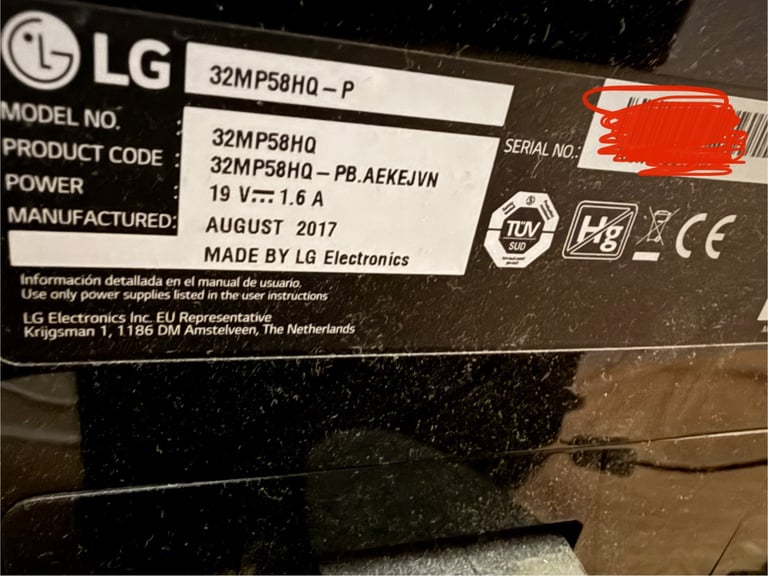 LG
32MP58HQ-P
MODEL NO. : 32MP58HQ
PRODUCT CODE : 32MP58HQ-PB.AEKEJVN
POWER : 19 V 1.6 A
MANUFACTURED: AUGUST 2017
MADE BY LG Electronics
SERIAL NO.:
TÜV
SUD
Hg
CE
Información detallada en el manual de usuario.
Use only power supplies listed in the user instructions
LG Electronics Inc. EU Representative
Krijgsman 1, 1186 DM Amstelveen, The Netherlands